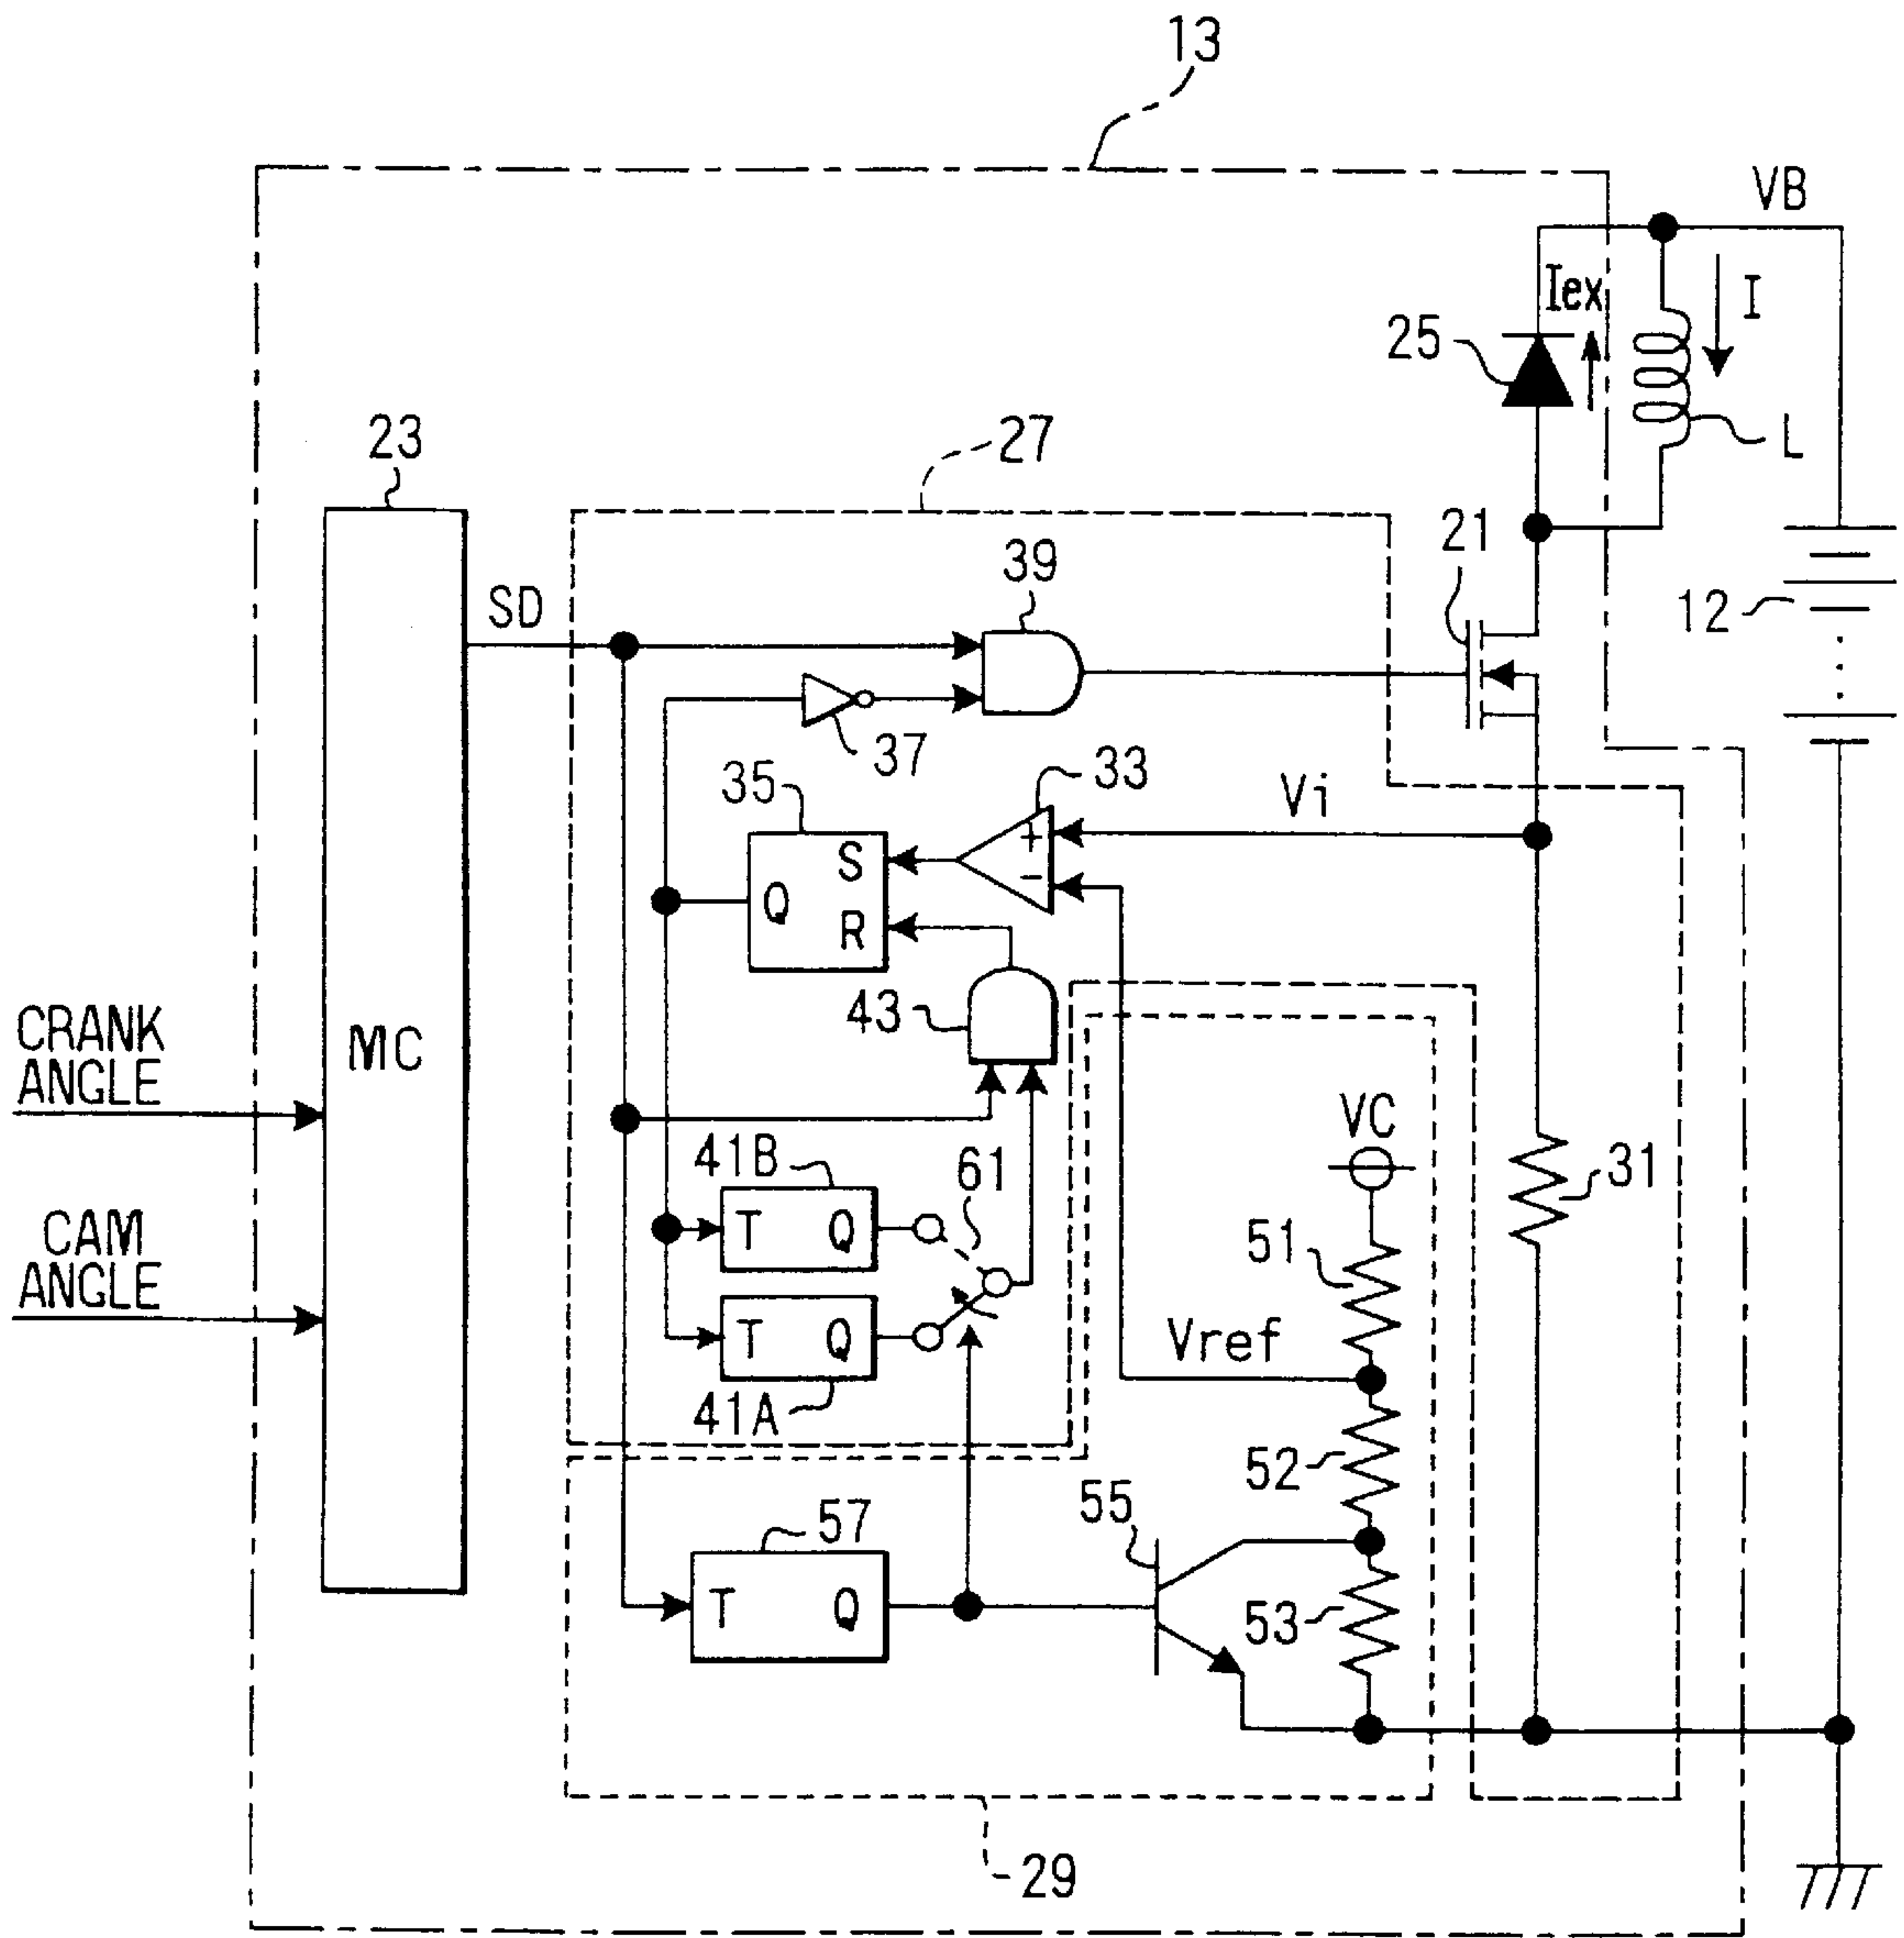 13
VB
Iex
I
25
L
23
27
21
39
12
SD
37
33
Vi
35
+
S
-
Q
R
43
CRANK
ANGLE
MC
VC
41B
61
31
T Q
CAM
ANGLE
51
T Q
Vref
41A
52
55
57
T Q
53
29